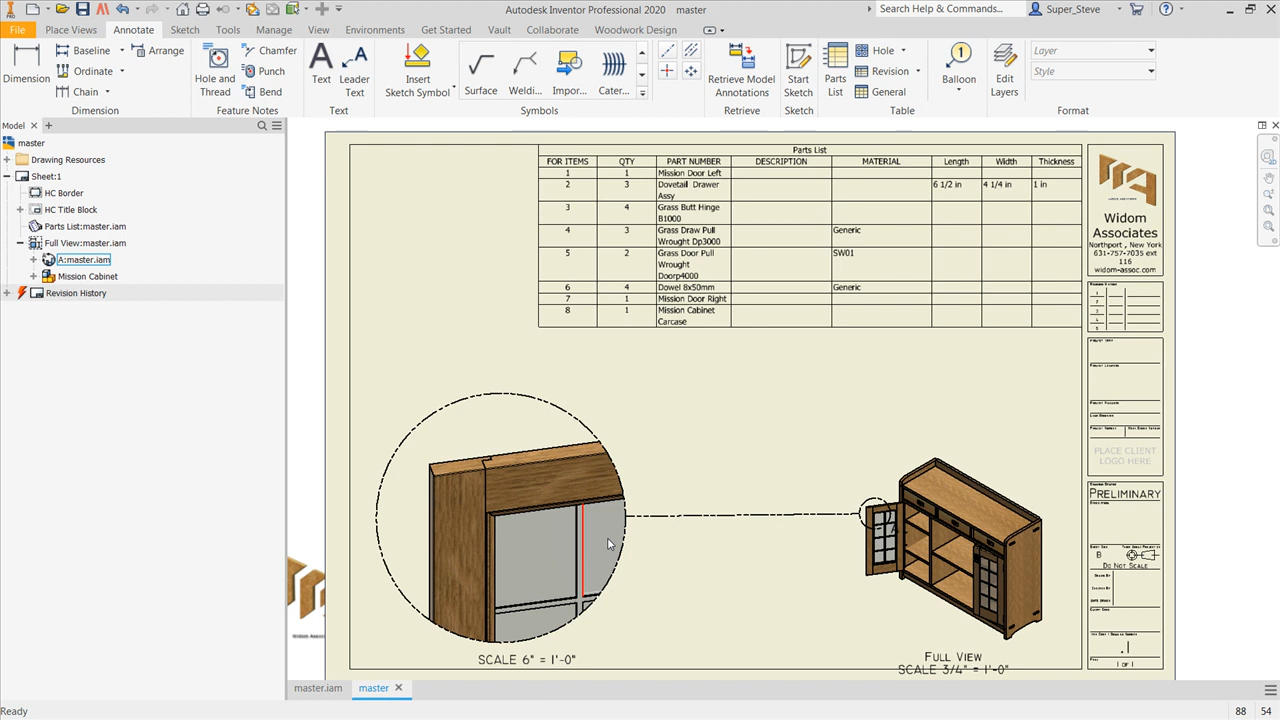 Autodesk Inventor Professional 2020 master
Search Help & Commands...
Super_Steve
PRO
File Place Views Annotate Sketch Tools Manage View Environments Get Started Vault Collaborate Woodwork Design
Dimension
Baseline
Ordinate
Chain
Arrange
Dimension
Hole and Thread
Chamfer
Punch
Bend
Feature Notes
Text
Leader Text
Text
Insert Sketch Symbol
Surface
Weldi...
Impor...
Cater...
Symbols
Retrieve Model Annotations
Retrieve
Start Sketch
Sketch
Parts List
Hole
Revision
General
Table
Balloon
Edit Layers
Layer
Style
Format
Model
master
Drawing Resources
Sheet:1
HC Border
HC Title Block
Parts List:master.iam
Full View:master.iam
A:master.iam
Mission Cabinet
Revision History
Parts List
FOR ITEMS QTY PART NUMBER DESCRIPTION MATERIAL Length Width Thickness
1 1 Mission Door Left
2 3 Dovetail Drawer Assy 6 1/2 in 4 1/4 in 1 in
3 4 Grass Butt Hinge B1000
4 3 Grass Draw Pull Wrought Dp3000 Generic
5 2 Grass Door Pull Wrought Doorp4000 SW01
6 4 Dowel 8x50mm Generic
7 1 Mission Door Right
8 1 Mission Cabinet Carcase
Widom
Associates
Northport , New York
631-757-7035 ext
116
widom-assoc.com
PLACE CLIENT
LOGO HERE
PRELIMINARY
B
DO NOT SCALE
.1
1 OF 1
SCALE 6" = 1'-0"
FULL VIEW
SCALE 3/4" = 1'-0"
master.iam
master
Ready
88 54